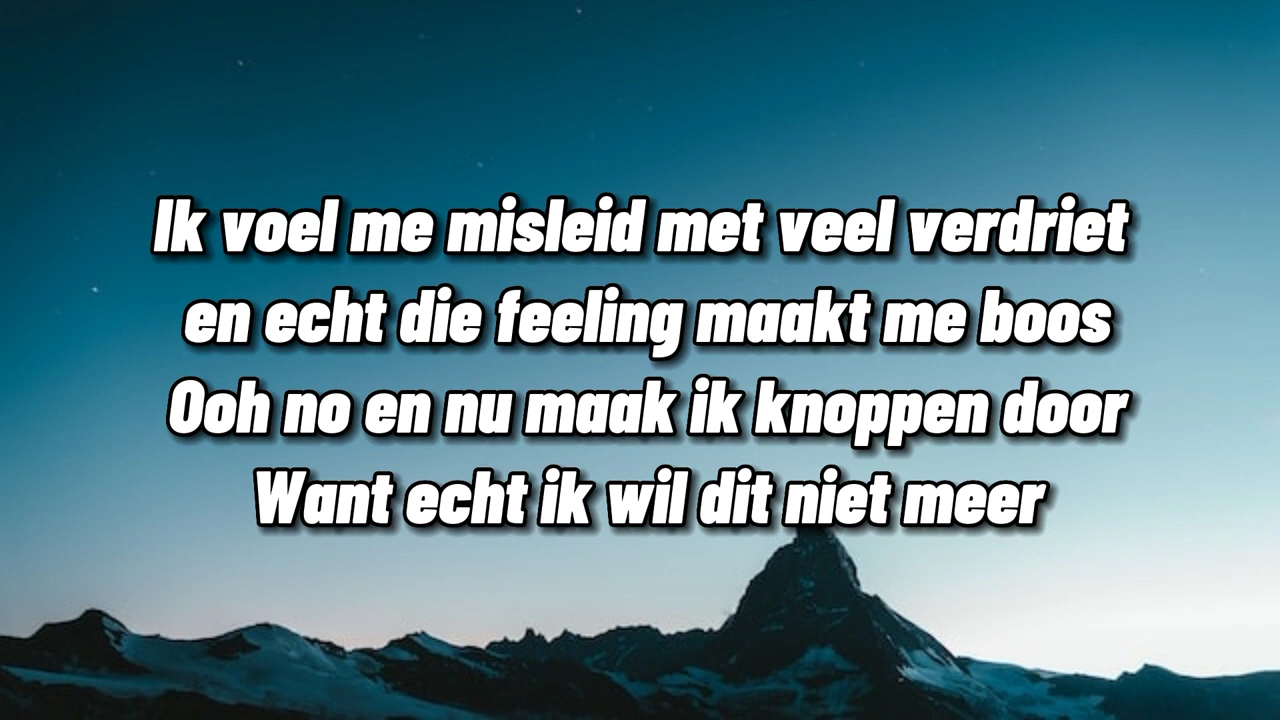 Ik voel me misleid met veel verdriet
en echt die feeling maakt me boos
Ooh no en nu maak ik knoppen door
Want echt ik wil dit niet meer